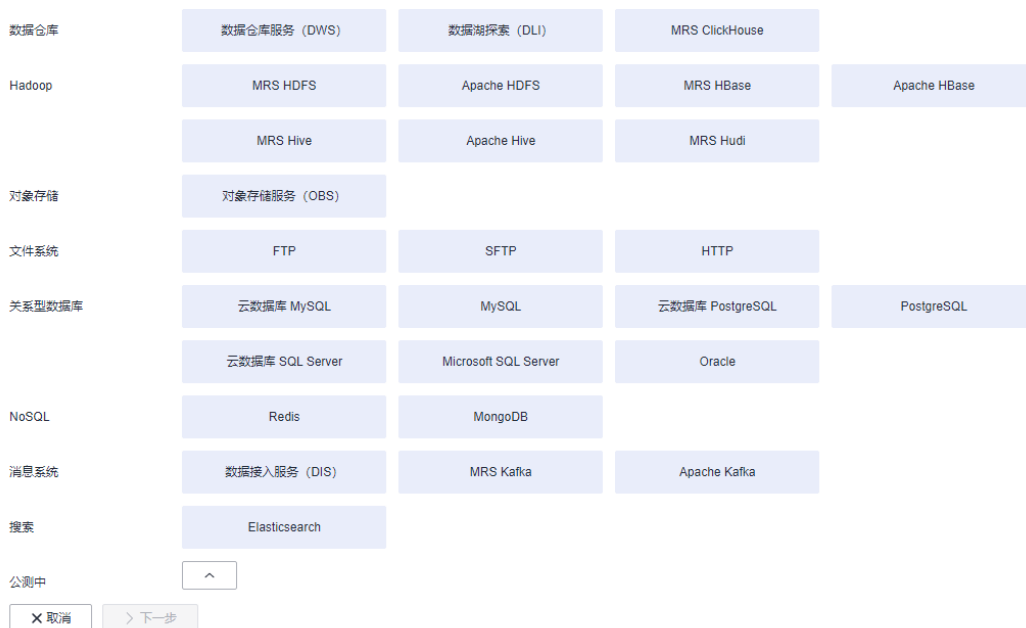 数据仓库 数据仓库服务（DWS） 数据湖探索（DLI） MRS ClickHouse
Hadoop MRS HDFS Apache HDFS MRS HBase Apache HBase
MRS Hive Apache Hive MRS Hudi
对象存储 对象存储服务（OBS）
文件系统 FTP SFTP HTTP
关系型数据库 云数据库 MySQL MySQL 云数据库 PostgreSQL PostgreSQL
云数据库 SQL Server Microsoft SQL Server Oracle
NoSQL Redis MongoDB
消息系统 数据接入服务（DIS） MRS Kafka Apache Kafka
搜索 Elasticsearch
公测中
取消 下一步